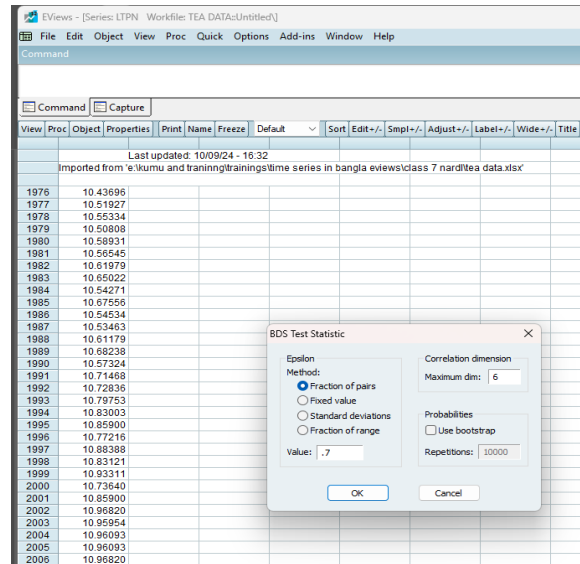 EViews - [Series: LTPN   Workfile: TEA DATA::Untitled\]
File  Edit  Object  View  Proc  Quick  Options  Add-ins  Window  Help
Command
Command  Capture
View Proc Object Properties  Print Name Freeze  Default  Sort Edit+/- Smpl+/- Adjust+/- Label+/- Wide+/- Title
Last updated: 10/09/24 - 16:32
Imported from 'e:\kumu and traninng\trainings\time series in bangla eviews\class 7 nardl\tea data.xlsx'
1976  10.43696
1977  10.51927
1978  10.55334
1979  10.50808
1980  10.58931
1981  10.56545
1982  10.61979
1983  10.65022
1984  10.54271
1985  10.67556
1986  10.54534
1987  10.53463
1988  10.61179
1989  10.68238
1990  10.57324
1991  10.71468
1992  10.72836
1993  10.79753
1994  10.83003
1995  10.85900
1996  10.77216
1997  10.88388
1998  10.83121
1999  10.93311
2000  10.73640
2001  10.85900
2002  10.96820
2003  10.95954
2004  10.96093
2005  10.96093
2006  10.96820
BDS Test Statistic
Epsilon
Method:
Fraction of pairs
Fixed value
Standard deviations
Fraction of range
Value: .7
Correlation dimension
Maximum dim: 6
Probabilities
Use bootstrap
Repetitions: 10000
OK
Cancel